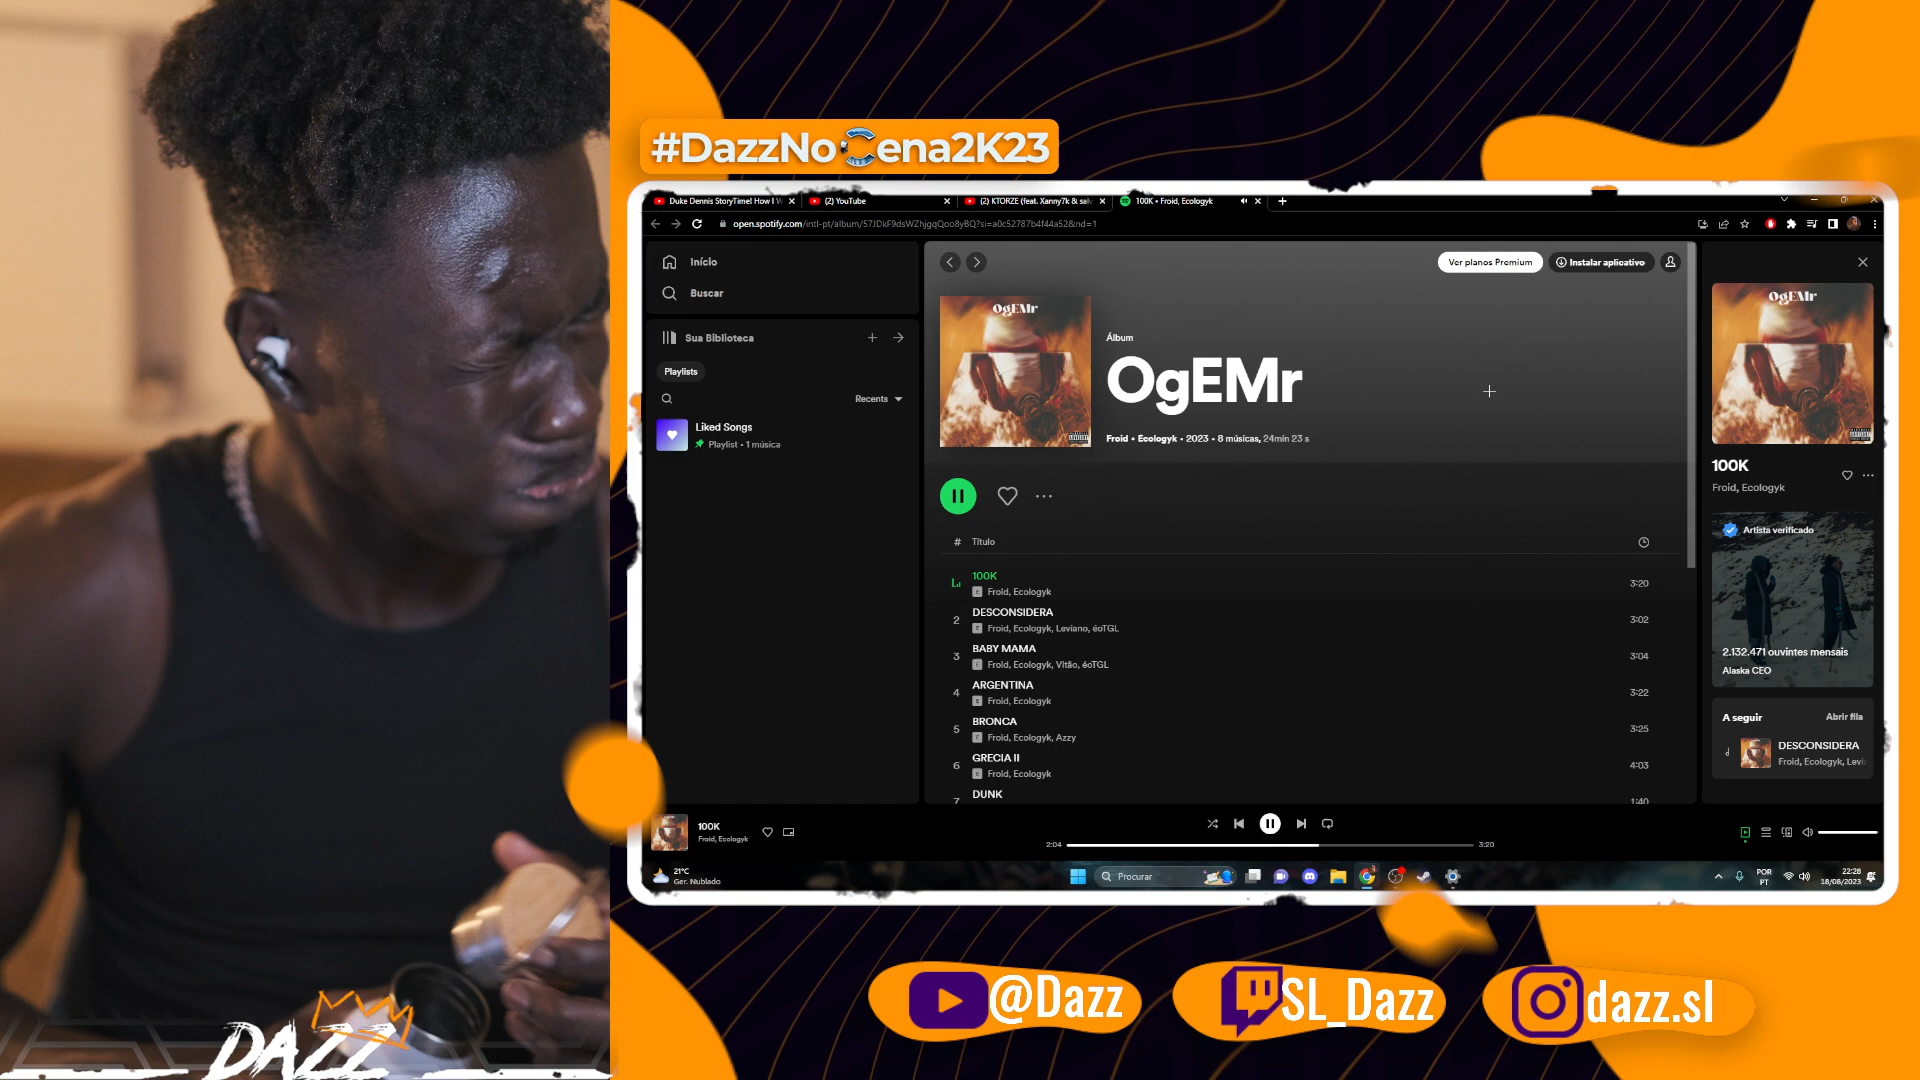 #DazzNoCena2K23
Duke Dennis StoryTime! How I W
(2) YouTube
(2) KTORZE (feat. Xanny7k & sal
100K • Froid, Ecologyk
open.spotify.com/intl-pt/album/57JDkF9dsWZhjgqQoo8yBQ?si=a0c52787b4f44a52&nd=1
Início
Buscar
Sua Biblioteca
Playlists
Recents
Liked Songs
Playlist • 1 música
Ver planos Premium
Instalar aplicativo
OgEMr
Álbum
OgEMr
Froid • Ecologyk • 2023 • 8 músicas, 24min 23 s
# Título
100K
E Froid, Ecologyk
3:20
2 DESCONSIDERA
E Froid, Ecologyk, Leviano, éoTGL
3:02
3 BABY MAMA
E Froid, Ecologyk, Vitão, éoTGL
3:04
4 ARGENTINA
E Froid, Ecologyk
3:22
5 BRONCA
E Froid, Ecologyk, Azzy
3:25
6 GRECIA II
E Froid, Ecologyk
4:03
7 DUNK
1:40
OgEMr
100K
Froid, Ecologyk
Artista verificado
2.132.471 ouvintes mensais
Alaska CEO
A seguir
Abrir fila
DESCONSIDERA
Froid, Ecologyk, Levi
100K
Froid, Ecologyk
2:04
3:20
21°C
Ger. Nublado
Procurar
POR
PT
22:28
18/08/2023
DAZZ
@Dazz
SL_Dazz
dazz.sl